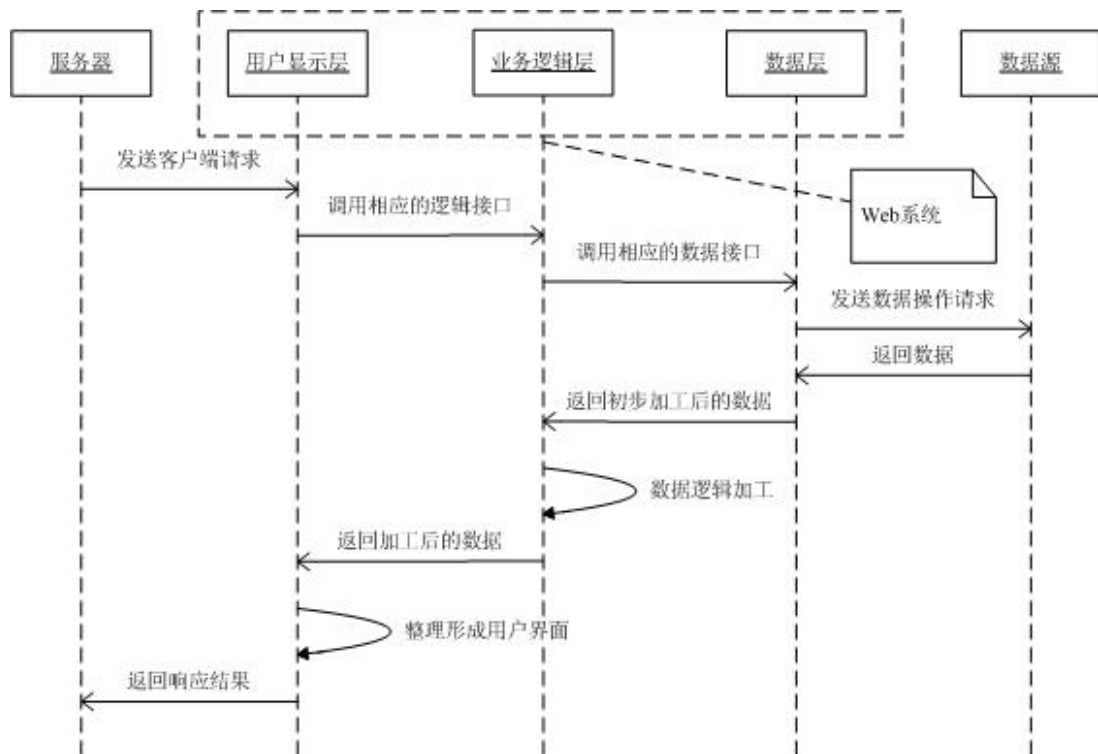 服务器
用户显示层
业务逻辑层
数据层
数据源
发送客户端请求
调用相应的逻辑接口
Web系统
调用相应的数据接口
发送数据操作请求
返回数据
返回初步加工后的数据
数据逻辑加工
返回加工后的数据
整理形成用户界面
返回响应结果